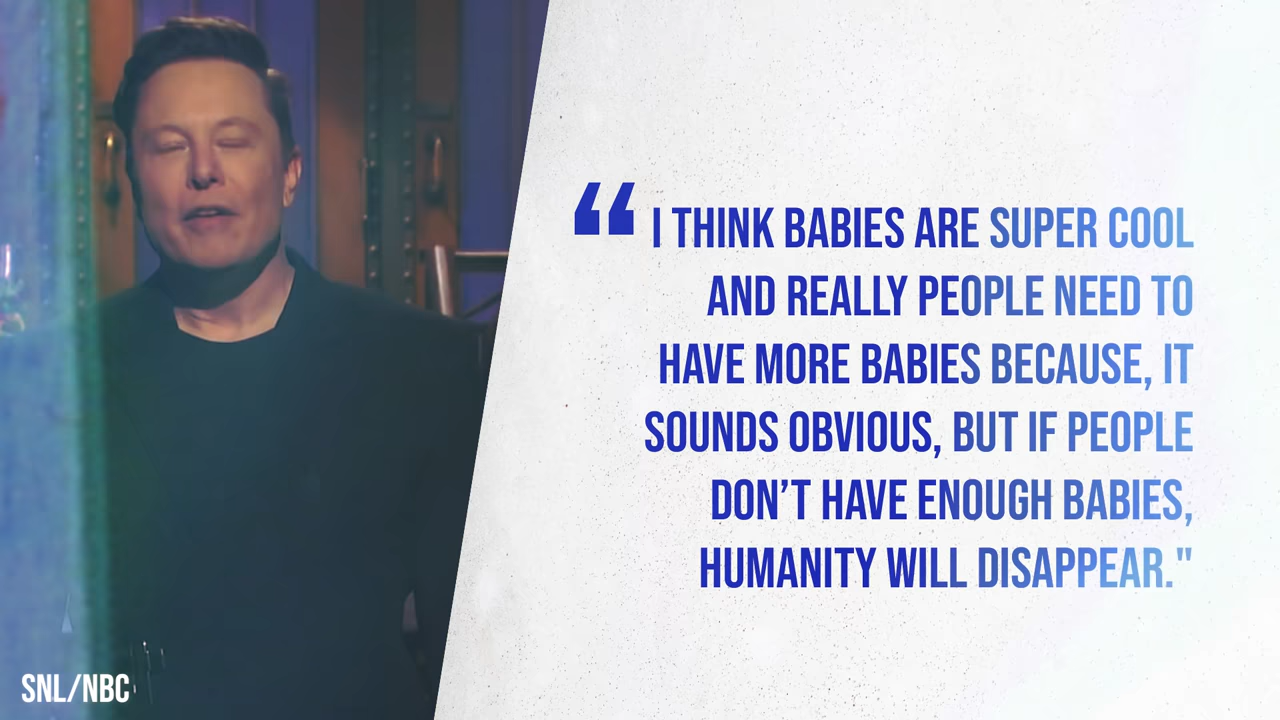 “ I THINK BABIES ARE SUPER COOL
AND REALLY PEOPLE NEED TO
HAVE MORE BABIES BECAUSE, IT
SOUNDS OBVIOUS, BUT IF PEOPLE
DON’T HAVE ENOUGH BABIES,
HUMANITY WILL DISAPPEAR."
SNL/NBC